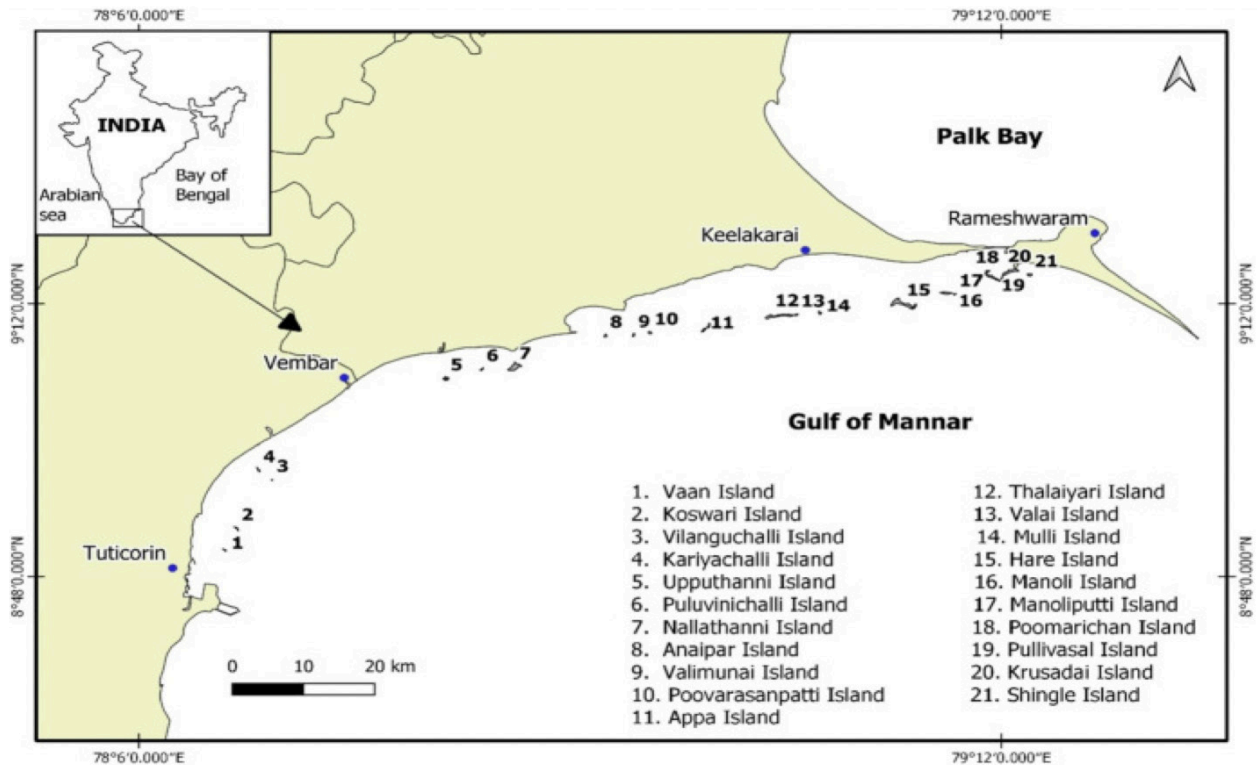 78°6'0.000"E
79°12'0.000"E
INDIA
Arabian
sea
Bay of
Bengal
Palk Bay
Rameshwaram
Keelakarai
18 20
21
17
19
16
15
12 13 14
11
8 9 10
9°12'0.000"N
9°12'0.000"N
Vembar
5 6 7
Gulf of Mannar
4
3
2
1
Tuticorin
8°48'0.000"N
8°48'0.000"N
0 10 20 km
1. Vaan Island
2. Koswari Island
3. Vilanguchalli Island
4. Kariyachalli Island
5. Upputhanni Island
6. Puluvinichalli Island
7. Nallathanni Island
8. Anaipar Island
9. Valimunai Island
10. Poovarasanpatti Island
11. Appa Island
12. Thalaiyari Island
13. Valai Island
14. Mulli Island
15. Hare Island
16. Manoli Island
17. Manoliputti Island
18. Poomarichan Island
19. Pullivasal Island
20. Krusadai Island
21. Shingle Island
78°6'0.000"E
79°12'0.000"E